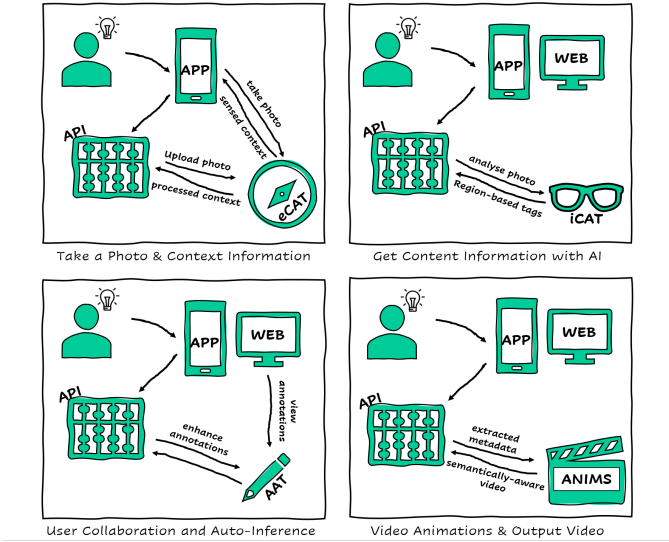 APP
API
take photo
sensed context
Upload photo
processed context
eCAT
Take a Photo & Context Information
APP
WEB
API
analyse photo
Region-based tags
iCAT
Get Content Information with AI
APP
WEB
API
view
annotations
enhance
annotations
AAT
User Collaboration and Auto-Inference
APP
WEB
API
extracted
metadata
semantically-aware
video
ANIMS
Video Animations & Output Video